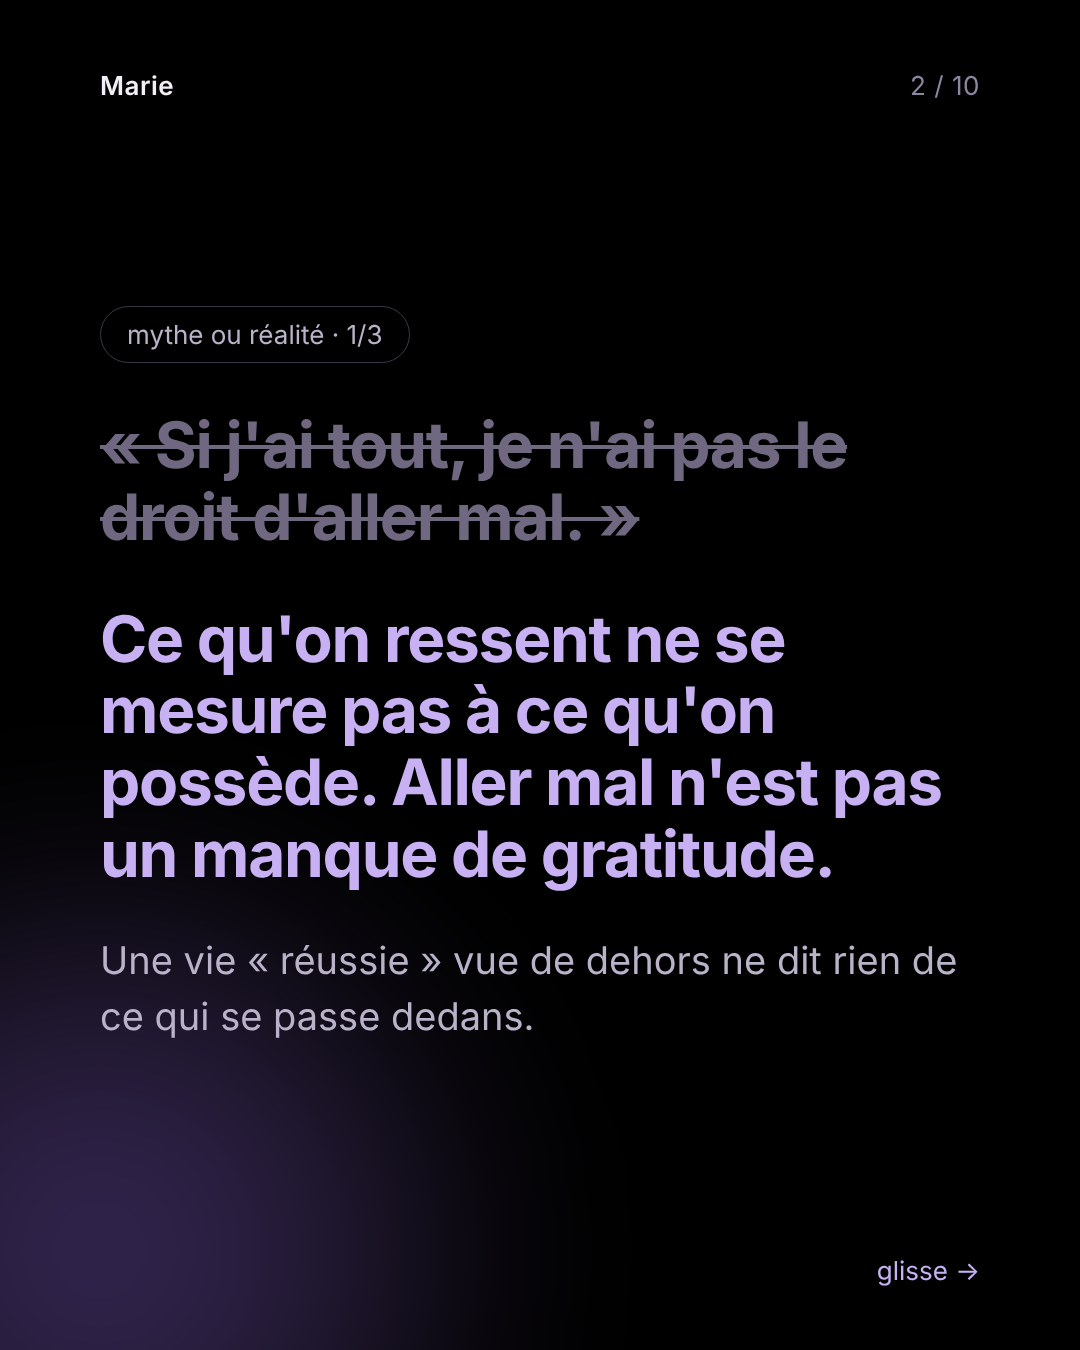 Marie
2 / 10
mythe ou réalité · 1/3
« Si j'ai tout, je n'ai pas le
droit d'aller mal. »
Ce qu'on ressent ne se
mesure pas à ce qu'on
possède. Aller mal n'est pas
un manque de gratitude.
Une vie « réussie » vue de dehors ne dit rien de
ce qui se passe dedans.
glisse →